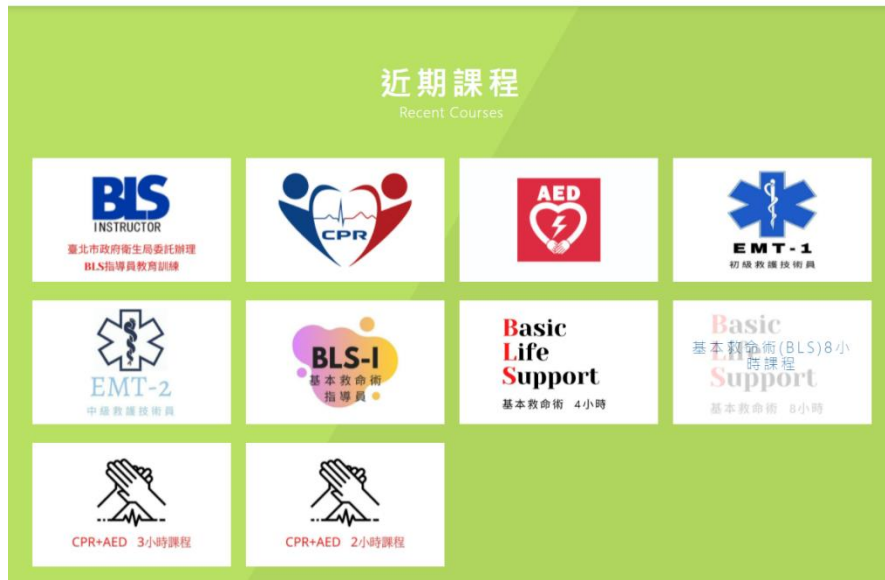 近期課程
Recent Courses
BLS
INSTRUCTOR
臺北市政府衛生局委託辦理
BLS指導員教育訓練
CPR
AED
EMT-1
初級救護技術員
EMT-2
中級救護技術員
BLS-I
基本救命術
指導員
Basic
Life
Support
基本救命術 4小時
Basic
Life
Support
基本救命術 8小時
基本救命術(BLS)8小
時課程
CPR+AED 3小時課程
CPR+AED 2小時課程